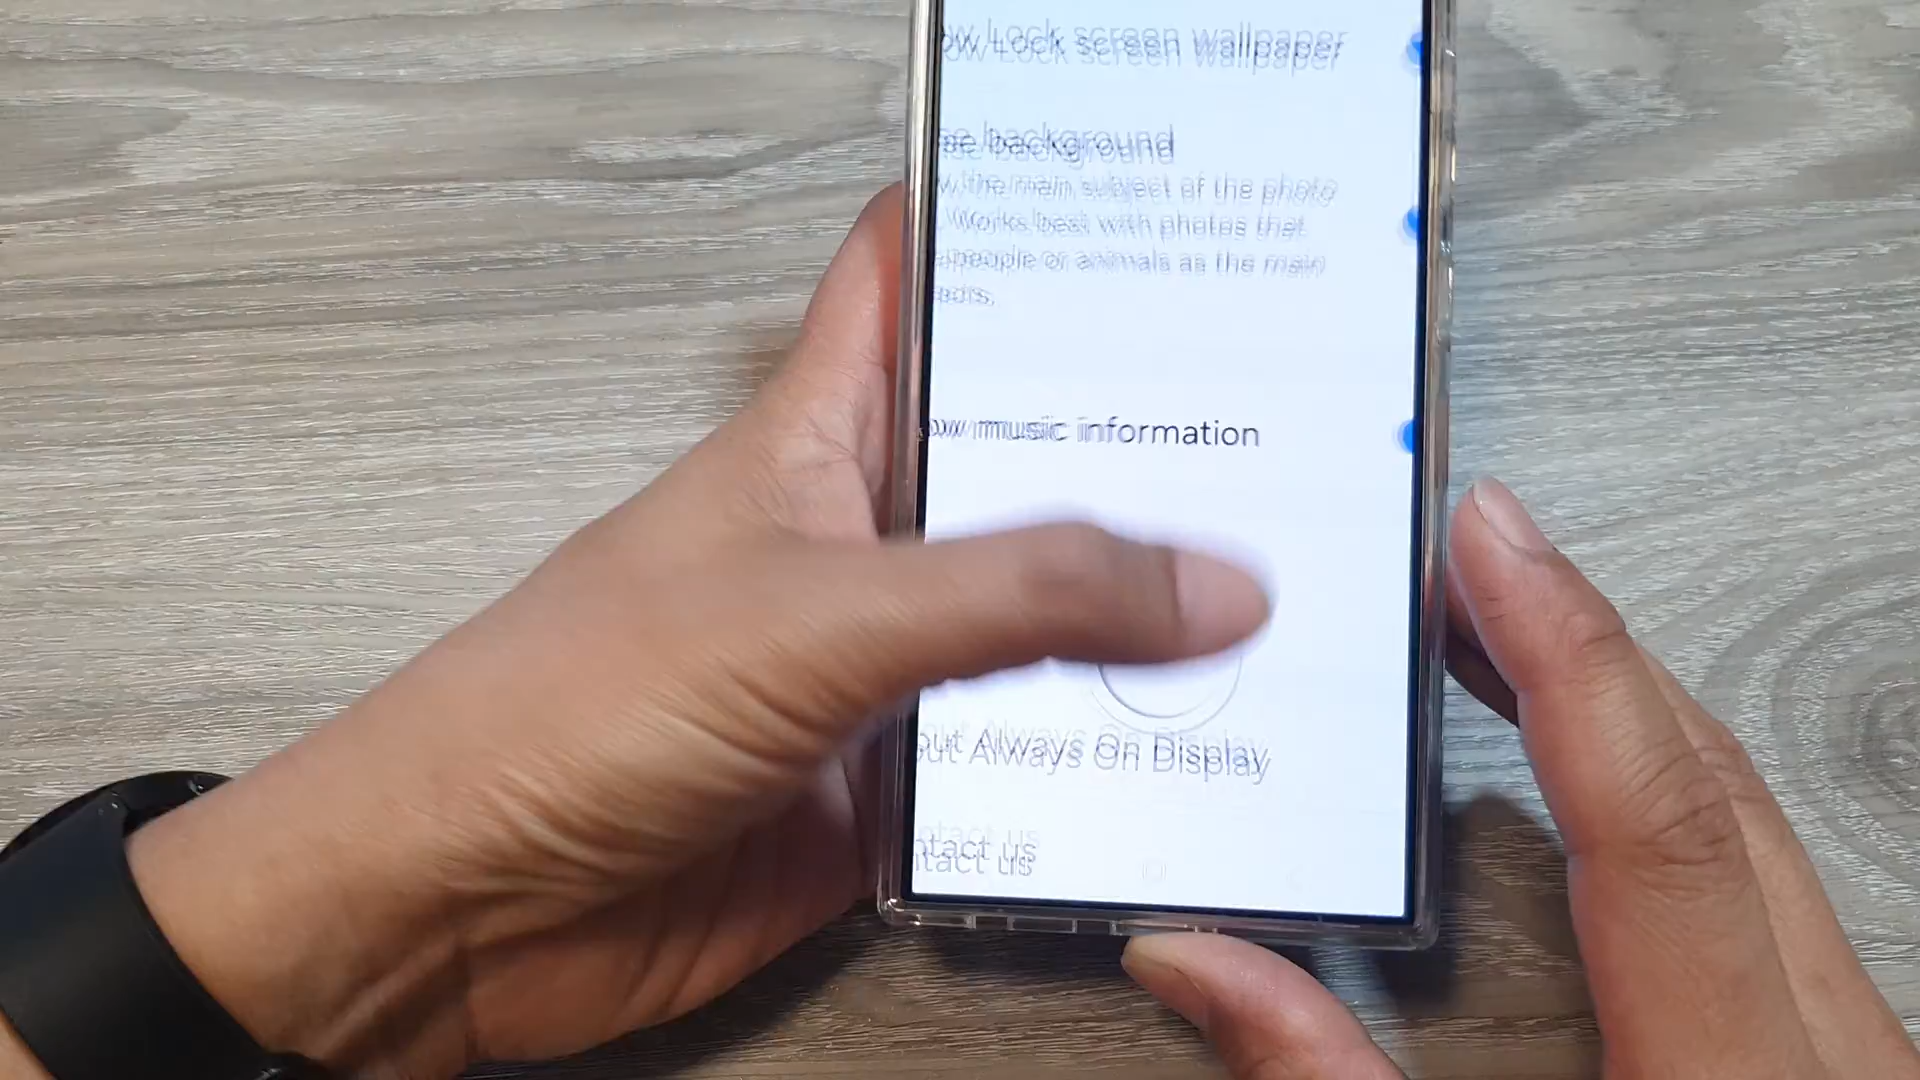 ow Lock screen wallpaper
se background
w the main subject of the photo
. Works best with photos that
people or animals as the main
ow music information
out Always On Display
ntact us